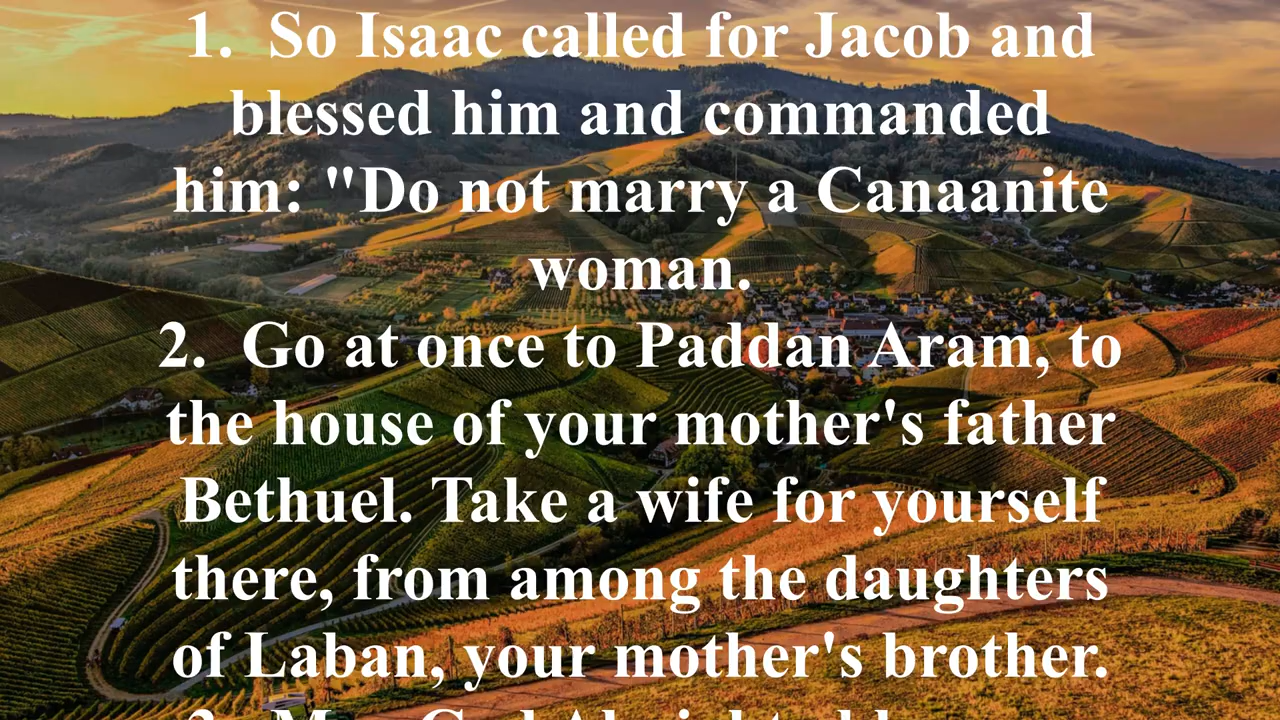 1. So Isaac called for Jacob and
blessed him and commanded
him: "Do not marry a Canaanite
woman.
2. Go at once to Paddan Aram, to
the house of your mother's father
Bethuel. Take a wife for yourself
there, from among the daughters
of Laban, your mother's brother.